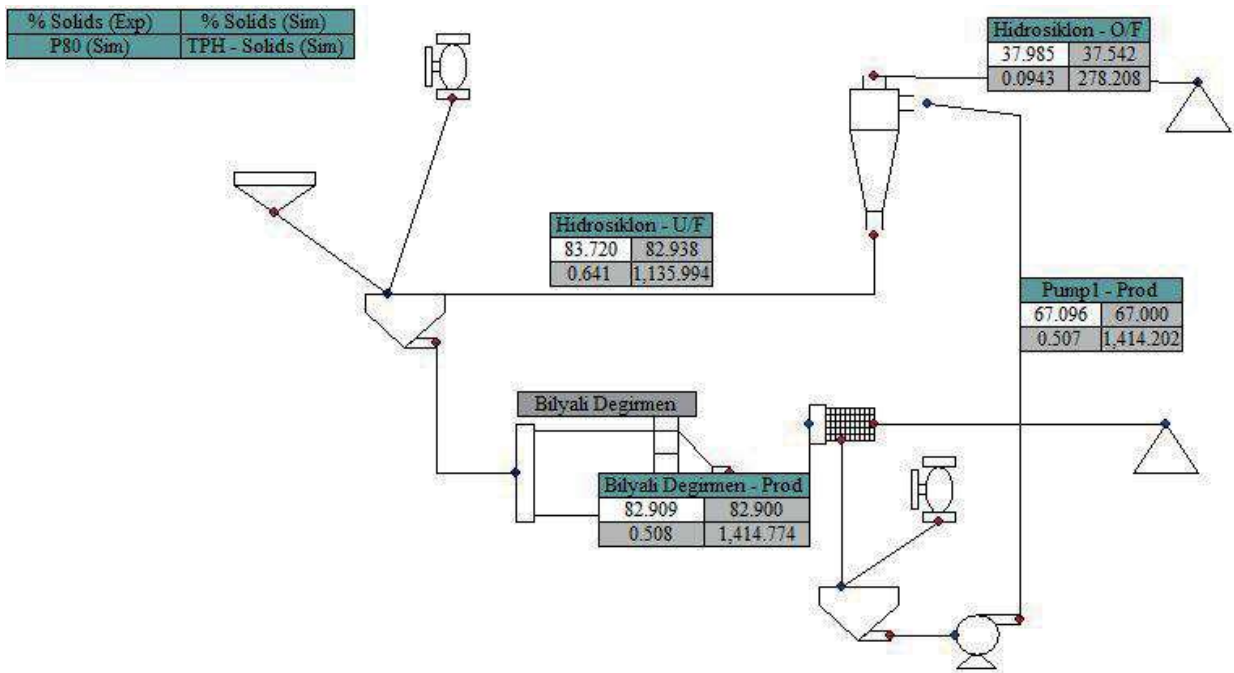 % Solids (Exp) % Solids (Sim)
P80 (Sim) TPH - Solids (Sim)
Hidrosiklon - O/F
37.985 37.542
0.0943 278.208
Hidrosiklon - U/F
83.720 82.938
0.641 1,135.994
Pump1 - Prod
67.096 67.000
0.507 1,414.202
Bilyali Degirmen
Bilyali Degirmen - Prod
82.909 82.900
0.508 1,414.774